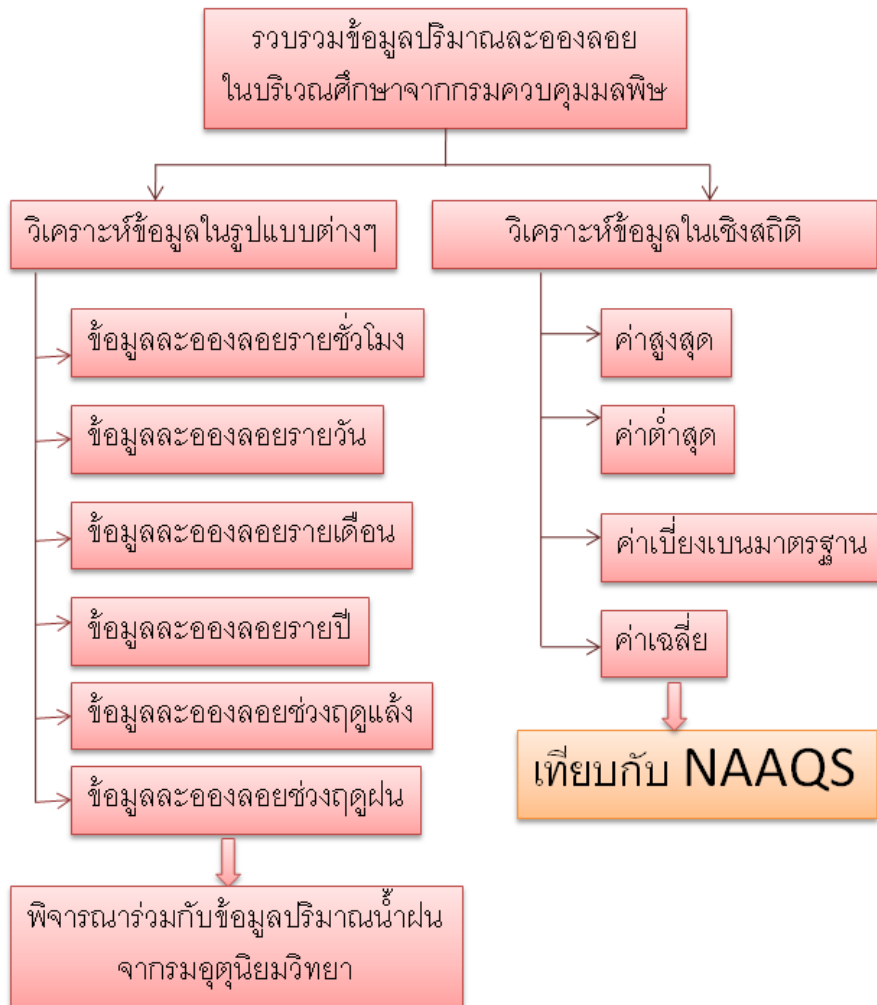 รวบรวมข้อมูลปริมาณละอองลอย
ในบริเวณศึกษาจากกรมควบคุมมลพิษ
วิเคราะห์ข้อมูลในรูปแบบต่างๆ
ข้อมูลละอองลอยรายชั่วโมง
ข้อมูลละอองลอยรายวัน
ข้อมูลละอองลอยรายเดือน
ข้อมูลละอองลอยรายปี
ข้อมูลละอองลอยช่วงฤดูแล้ง
ข้อมูลละอองลอยช่วงฤดูฝน
พิจารณาร่วมกับข้อมูลปริมาณน้ำฝน
จากรมอุตุนิยมวิทยา
วิเคราะห์ข้อมูลในเชิงสถิติ
ค่าสูงสุด
ค่าต่ำสุด
ค่าเบี่ยงเบนมาตรฐาน
ค่าเฉลี่ย
เทียบกับ NAAQS